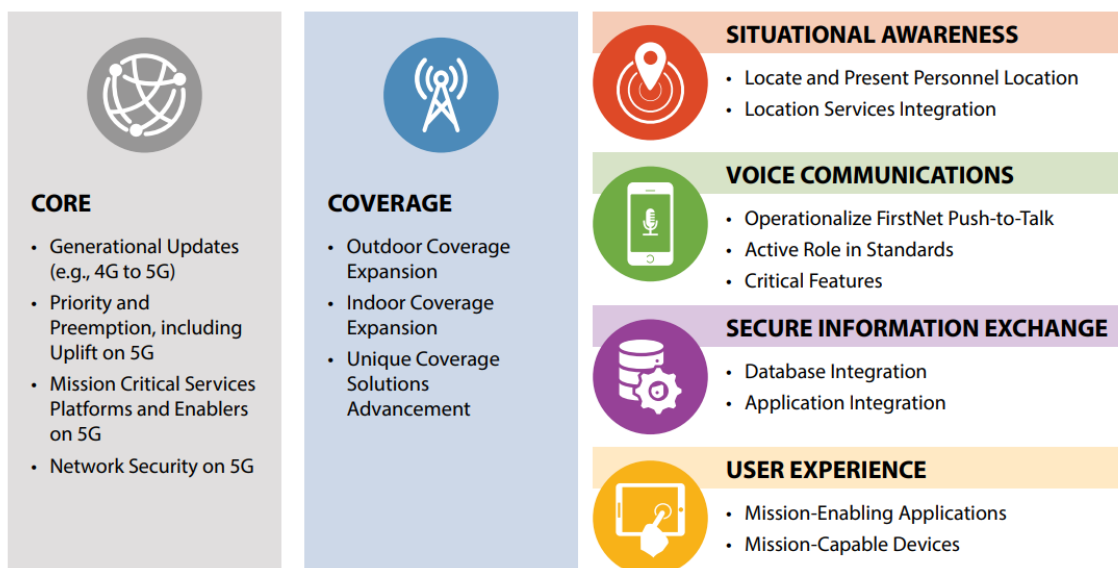 CORE
• Generational Updates
(e.g., 4G to 5G)
• Priority and
Preemption, including
Uplift on 5G
• Mission Critical Services
Platforms and Enablers
on 5G
• Network Security on 5G
COVERAGE
• Outdoor Coverage
Expansion
• Indoor Coverage
Expansion
• Unique Coverage
Solutions
Advancement
SITUATIONAL AWARENESS
• Locate and Present Personnel Location
• Location Services Integration
VOICE COMMUNICATIONS
• Operationalize FirstNet Push-to-Talk
• Active Role in Standards
• Critical Features
SECURE INFORMATION EXCHANGE
• Database Integration
• Application Integration
USER EXPERIENCE
• Mission-Enabling Applications
• Mission-Capable Devices